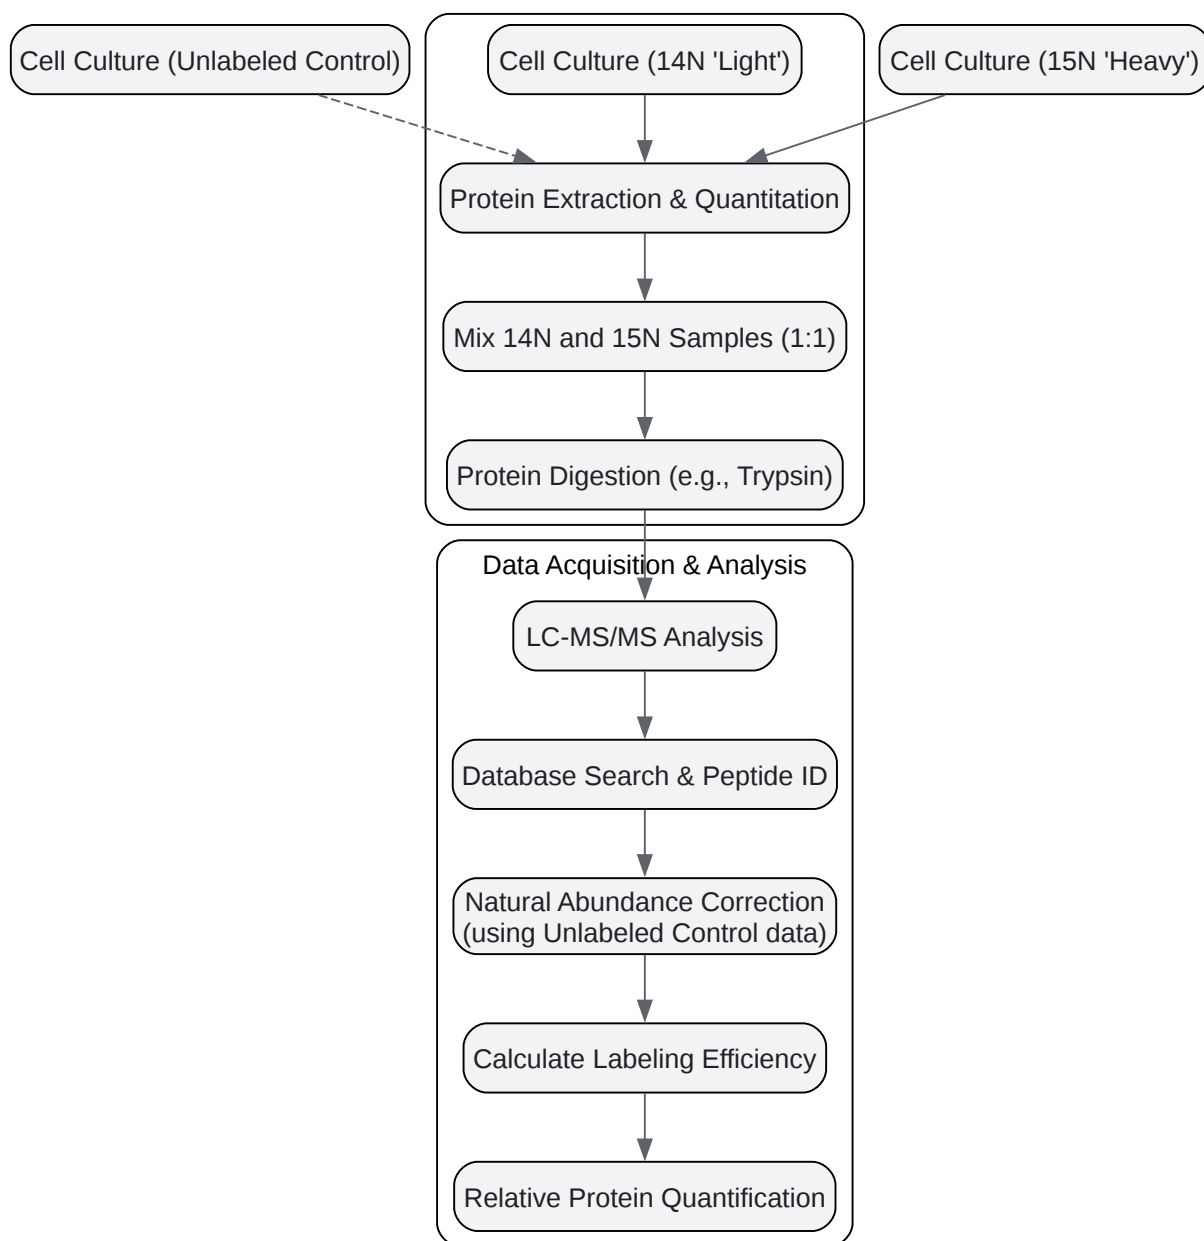 Cell Culture (Unlabeled Control)
Cell Culture (14N 'Light')
Cell Culture (15N 'Heavy')
Protein Extraction & Quantitation
Mix 14N and 15N Samples (1:1)
Protein Digestion (e.g., Trypsin)
Data Acquisition & Analysis
LC-MS/MS Analysis
Database Search & Peptide ID
Natural Abundance Correction
(using Unlabeled Control data)
Calculate Labeling Efficiency
Relative Protein Quantification